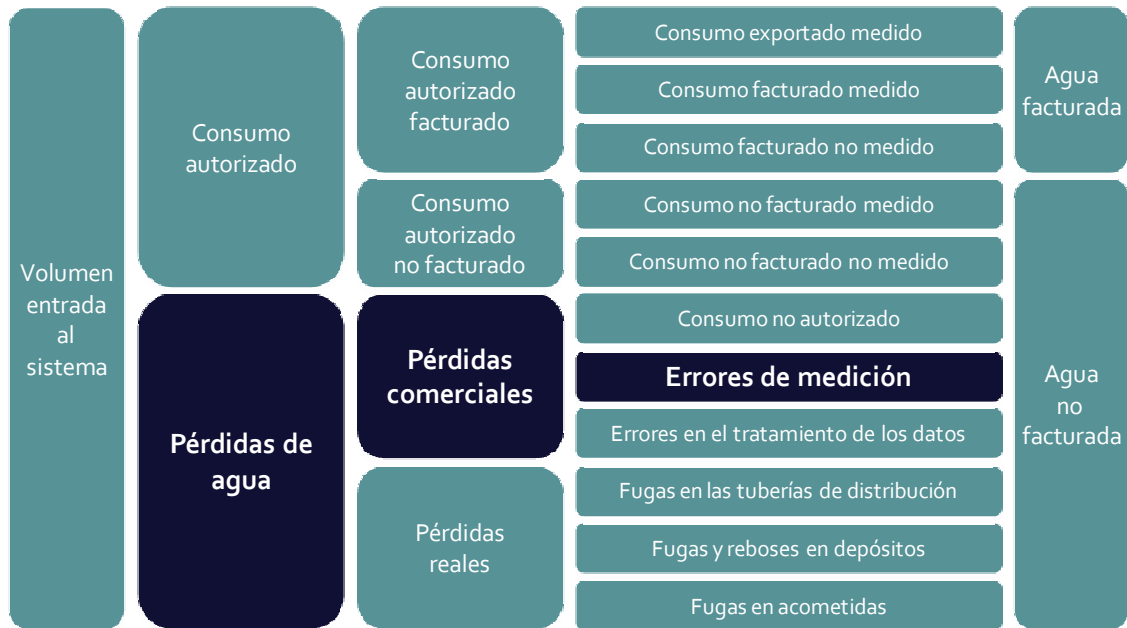 Volumen
entrada
al
sistema
Consumo
autorizado
Pérdidas de
agua
Consumo
autorizado
facturado
Consumo
autorizado
no facturado
Pérdidas
comerciales
Pérdidas
reales
Consumo exportado medido
Consumo facturado medido
Consumo facturado no medido
Consumo no facturado medido
Consumo no facturado no medido
Consumo no autorizado
Errores de medición
Errores en el tratamiento de los datos
Fugas en las tuberías de distribución
Fugas y reboses en depósitos
Fugas en acometidas
Agua
facturada
Agua
no
facturada